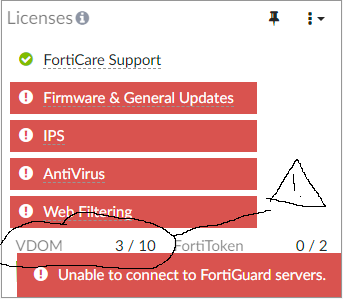 Licenses
FortiCare Support
Firmware & General Updates
IPS
AntiVirus
Web Filtering
VDOM 3 / 10 FortiToken 0 / 2
Unable to connect to FortiGuard servers.